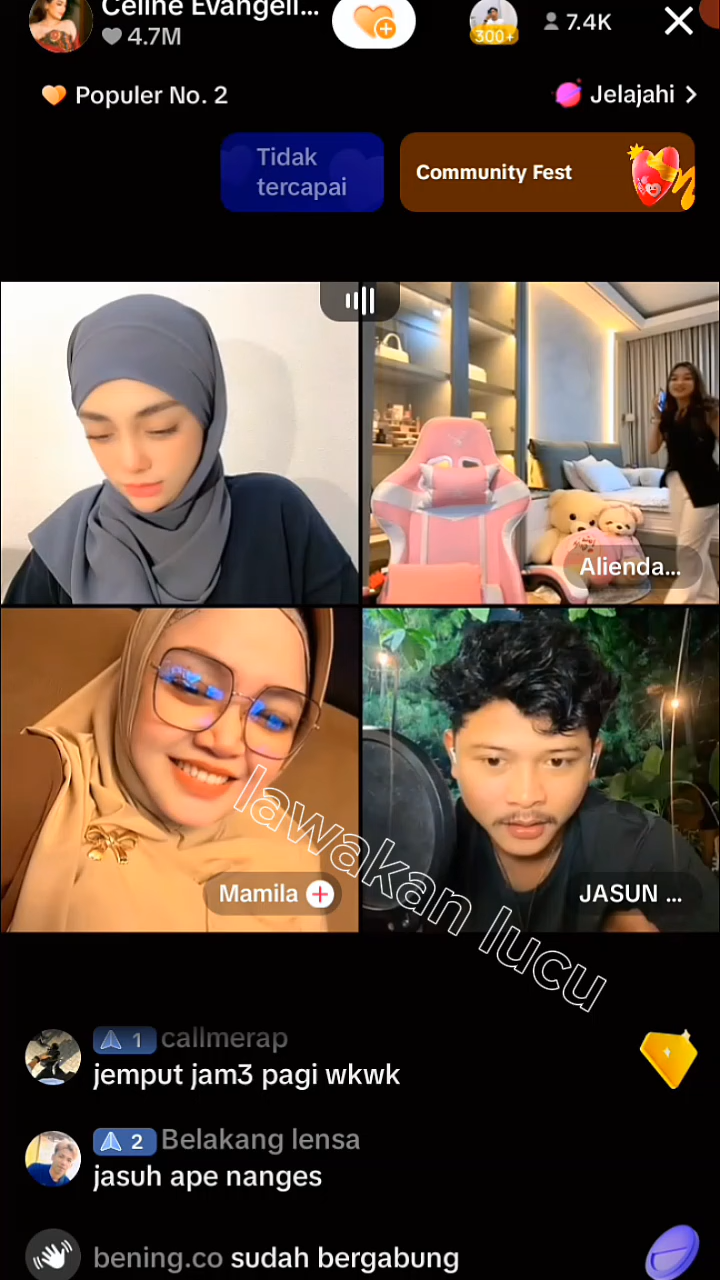 Celine Evangeli...
4.7M
300+
7.4K
Populer No. 2
Jelajahi
Tidak
tercapai
Community Fest
Alienda...
Mamila
JASUN ...
lawakan lucu
1 callmerap
jemput jam3 pagi wkwk
2 Belakang lensa
jasuh ape nanges
bening.co sudah bergabung